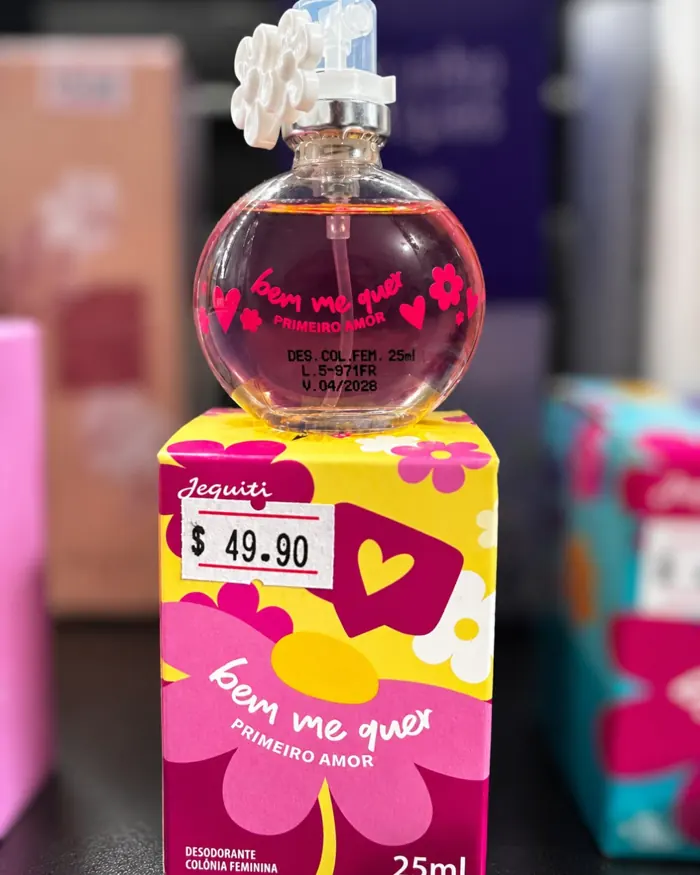 bem me quer
PRIMEIRO AMOR
DES.COL.FEM. 25ml
L.5-971FR
V.04/2028
Jequiti
$ 49.90
bem me quer
PRIMEIRO AMOR
DESODORANTE
COLÔNIA FEMININA
25ml